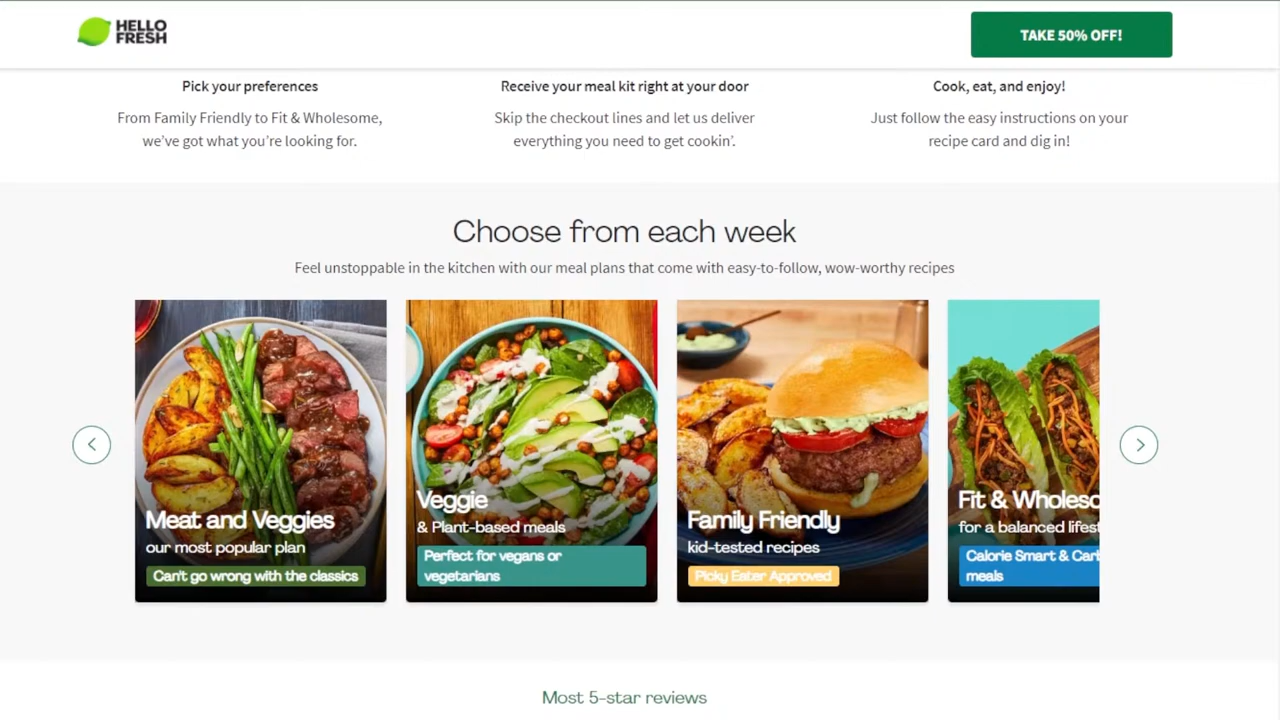 HELLO
FRESH
TAKE 50% OFF!
Pick your preferences
From Family Friendly to Fit & Wholesome,
we've got what you're looking for.
Receive your meal kit right at your door
Skip the checkout lines and let us deliver
everything you need to get cookin'.
Cook, eat, and enjoy!
Just follow the easy instructions on your
recipe card and dig in!
Choose from each week
Feel unstoppable in the kitchen with our meal plans that come with easy-to-follow, wow-worthy recipes
Meat and Veggies
our most popular plan
Can't go wrong with the classics
Veggie
& Plant-based meals
Perfect for vegans or
vegetarians
Family Friendly
kid-tested recipes
Picky Eater Approved
Fit & Wholeso
for a balanced lifest
Calorie Smart & Carb
meals
Most 5-star reviews